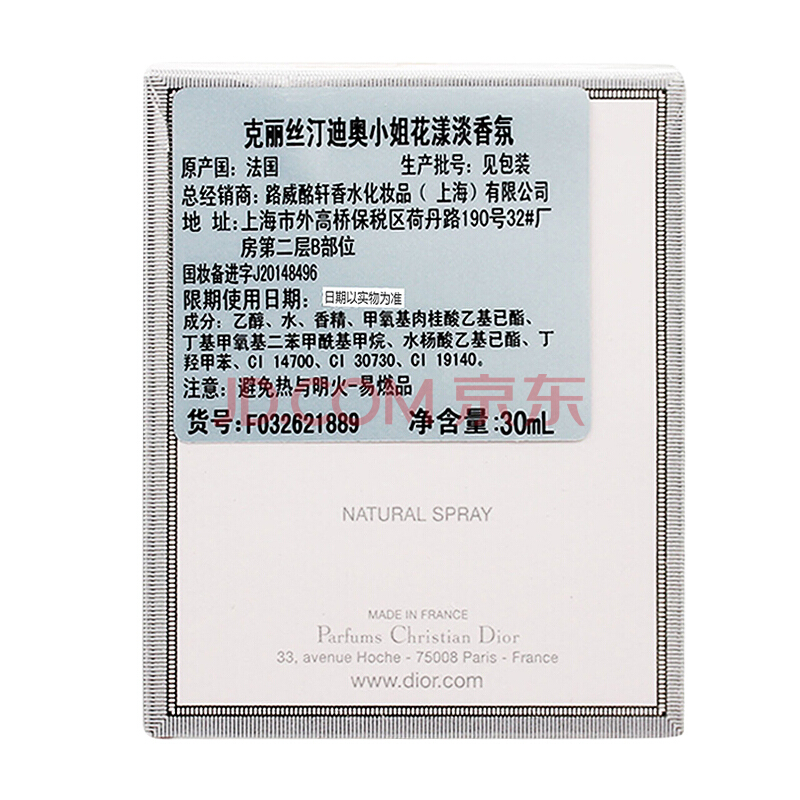 克丽丝汀迪奥小姐花漾淡香氛
原产国：法国 生产批号：见包装
总经销商：路威酩轩香水化妆品（上海）有限公司
地 址:上海市外高桥保税区荷丹路190号32#厂
房第二层B部位
国妆备进字J20148496
限期使用日期：日期以实物为准
成分：乙醇、水、香精、甲氧基肉桂酸乙基已酯、
丁基甲氧基二苯甲酰基甲烷、水杨酸乙基已酯、丁
羟甲苯、CI 14700、CI 30730、CI 19140。
注意：避免热与明火-易燃品
JD.COM 京东
货号:F032621889 净含量:30mL
NATURAL SPRAY
MADE IN FRANCE
Parfums Christian Dior
33, avenue Hoche - 75008 Paris - France
www.dior.com